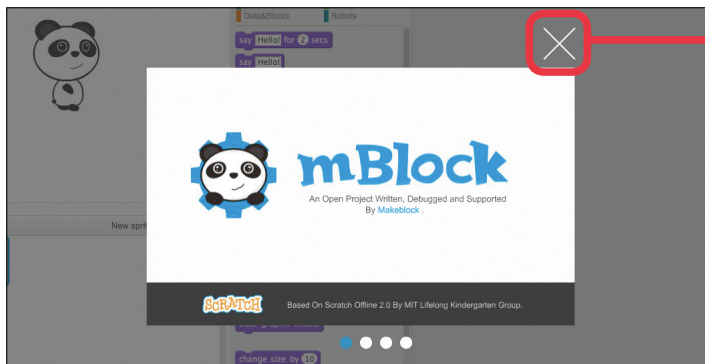 Data&Blocks Robots
say Hello! for 2 secs
say Hello!
mBlock
An Open Project Written, Debugged and Supported
By Makeblock .
New
SCRATCH Based On Scratch Offline 2.0 By MIT Lifelong Kindergarten Group.
change size by 10